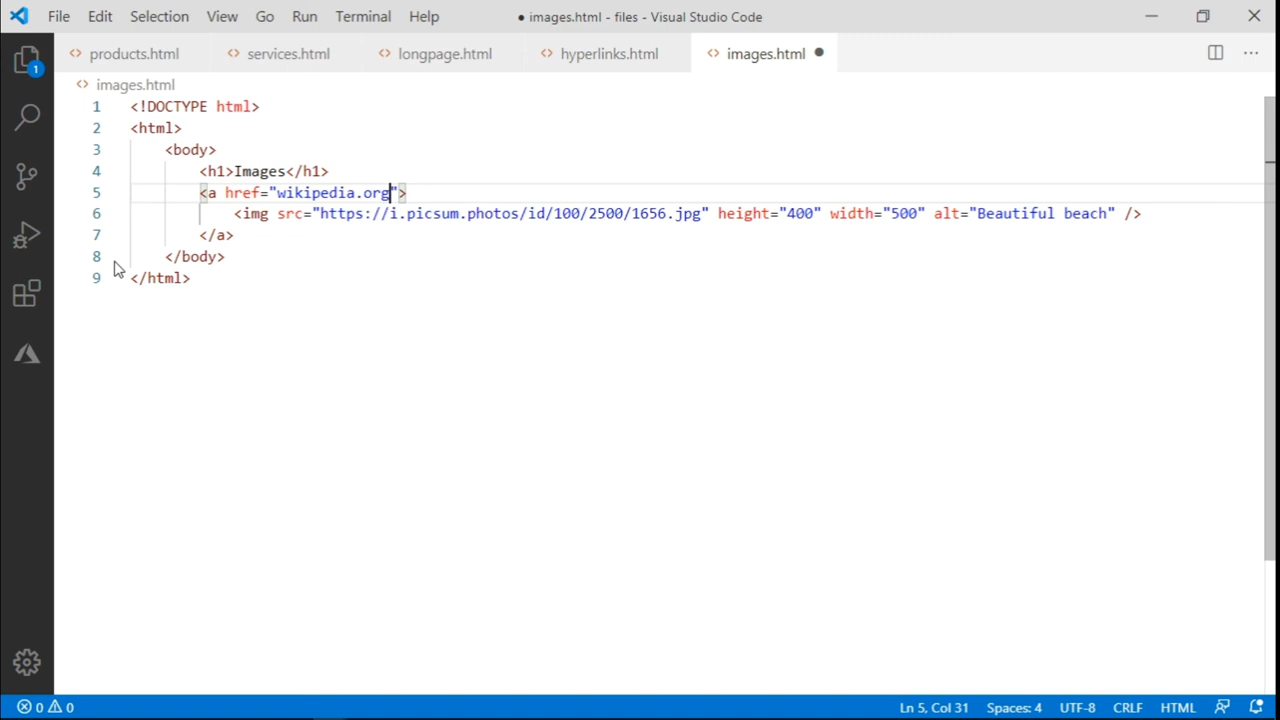 File Edit Selection View Go Run Terminal Help ● images.html - files - Visual Studio Code
products.html services.html longpage.html hyperlinks.html images.html ●
images.html
1 <!DOCTYPE html>
2 <html>
3 <body>
4 <h1>Images</h1>
5 <a href="wikipedia.org">
6 <img src="https://i.picsum.photos/id/100/2500/1656.jpg" height="400" width="500" alt="Beautiful beach" />
7 </a>
8 </body>
9 </html>
1
0 0 Ln 5, Col 31 Spaces: 4 UTF-8 CRLF HTML